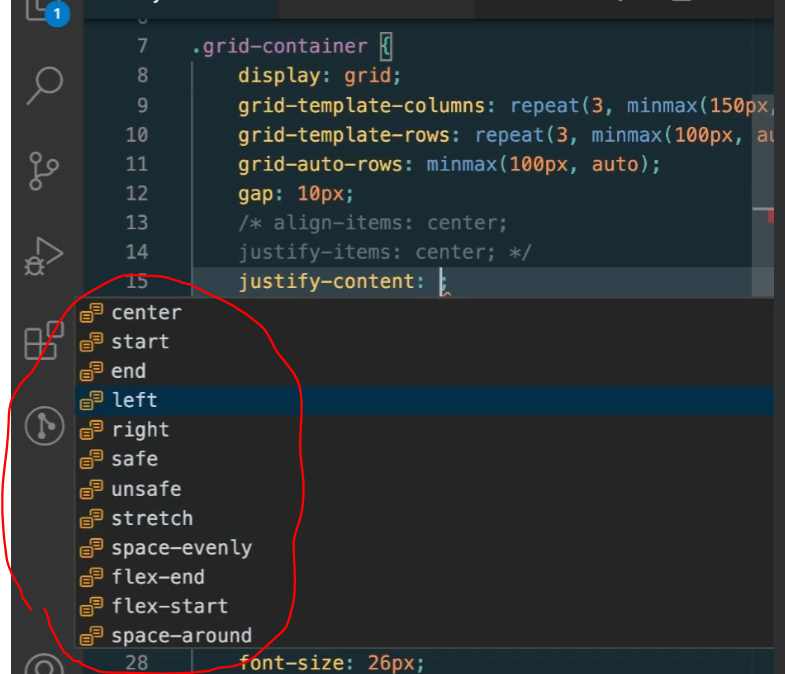 1
7 .grid-container {
8 display: grid;
9 grid-template-columns: repeat(3, minmax(150px,
10 grid-template-rows: repeat(3, minmax(100px, au
11 grid-auto-rows: minmax(100px, auto);
12 gap: 10px;
13 /* align-items: center;
14 justify-items: center; */
15 justify-content: ;
center
start
end
left
right
safe
unsafe
stretch
space-evenly
flex-end
flex-start
space-around
28 font-size: 26px;